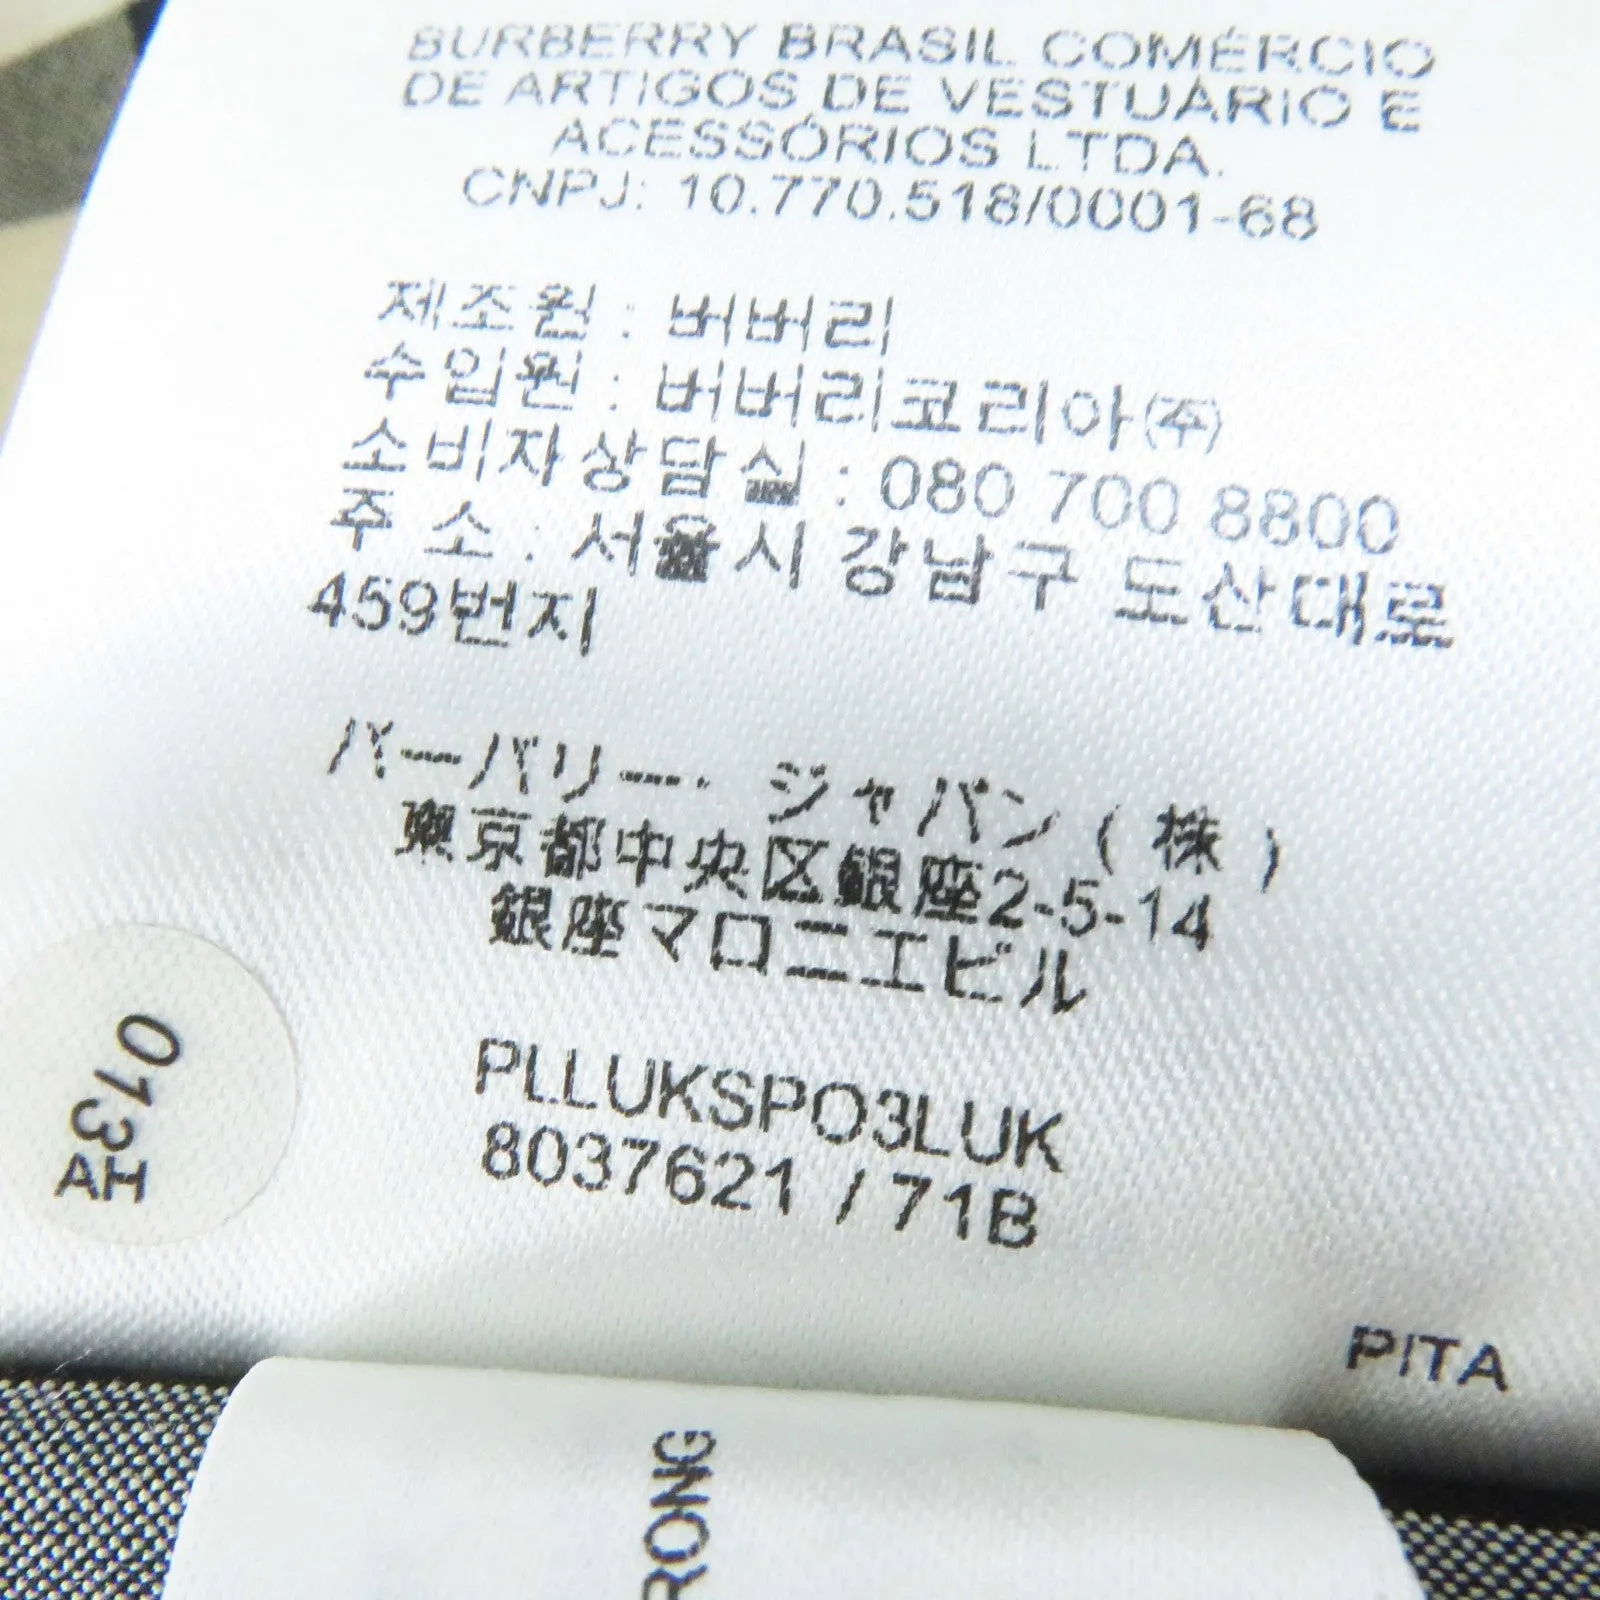 BURBERRY BRASIL COMÉRCIO
DE ARTIGOS DE VESTUÁRIO E
ACESSÓRIOS LTDA.
CNPJ: 10.770.518/0001-68
제조원 : 버버리
수입원 : 버버리코리아(주)
소비자상담실 : 080 700 8800
주 소 : 서울시 강남구 도산대로
459번지
バーバリー・ ジャパン ( 株 )
東京都中央区銀座2-5-14
銀座マロニエビル
PLLUKSPO3LUK
8037621 / 71B
013
AH
PITA
RONG